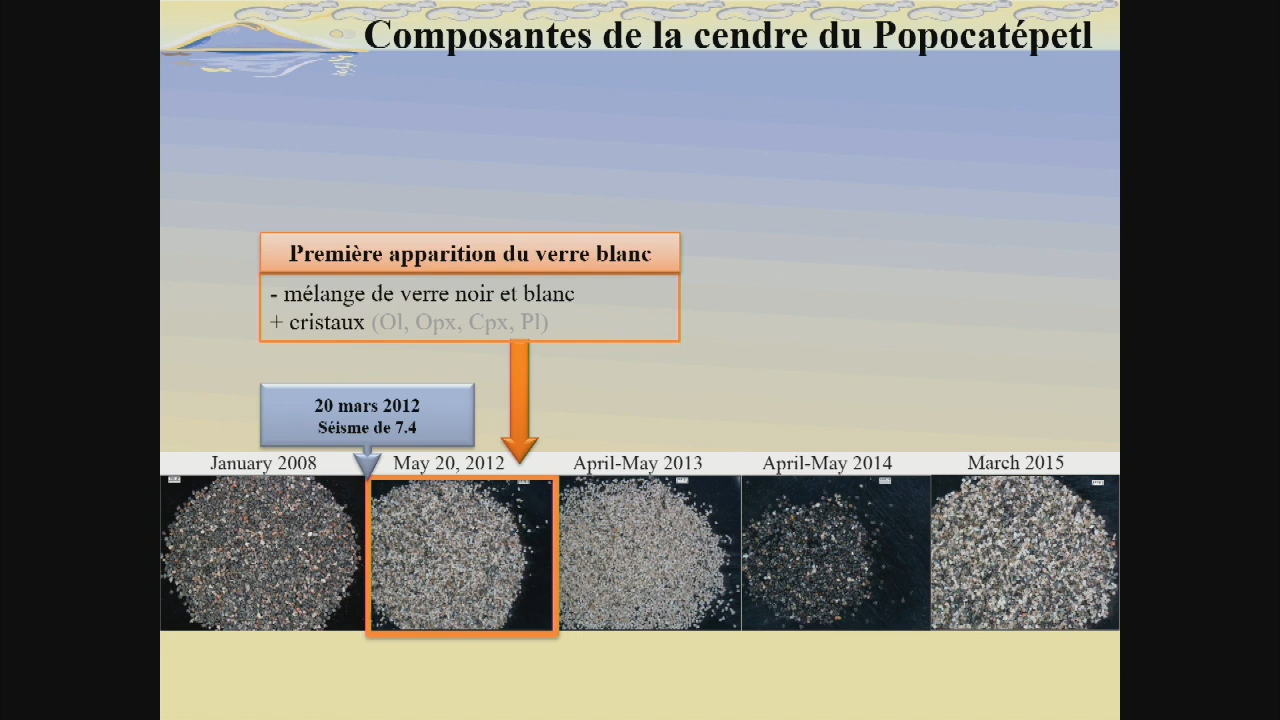 Composantes de la cendre du Popocatépetl
Première apparition du verre blanc
- mélange de verre noir et blanc
+ cristaux (Ol, Opx, Cpx, Pl)
20 mars 2012
Séisme de 7.4
January 2008
May 20, 2012
April-May 2013
April-May 2014
March 2015